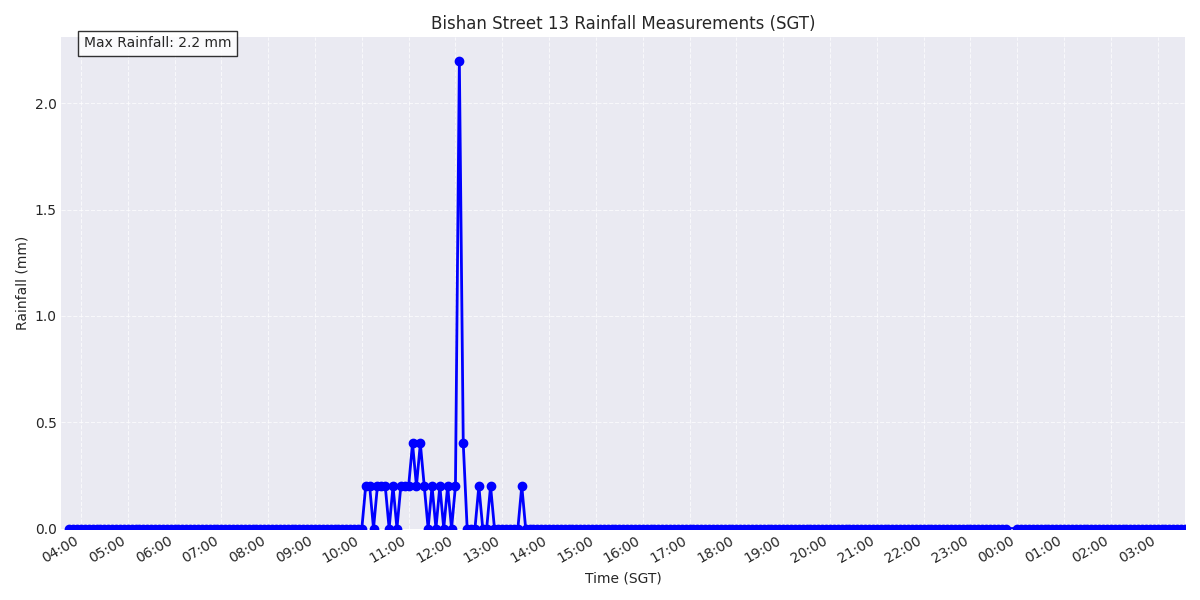 Bishan Street 13 Rainfall Measurements (SGT)
Max Rainfall: 2.2 mm
Rainfall (mm)
2.0
1.5
1.0
0.5
0.0
04:00 05:00 06:00 07:00 08:00 09:00 10:00 11:00 12:00 13:00 14:00 15:00 16:00 17:00 18:00 19:00 20:00 21:00 22:00 23:00 00:00 01:00 02:00 03:00
Time (SGT)